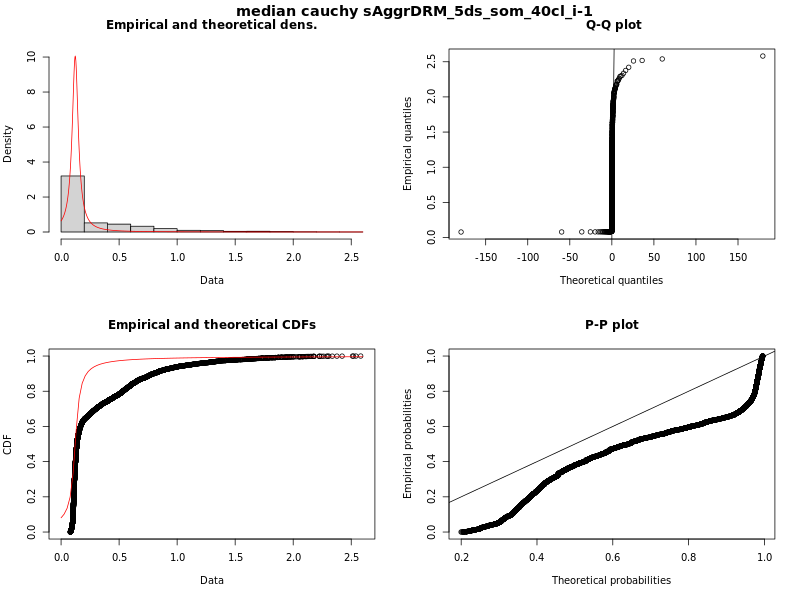 median cauchy sAggrDRM_5ds_som_40cl_i-1
Empirical and theoretical dens.
Density
0 2 4 6 8 10
0.0 0.5 1.0 1.5 2.0 2.5
Data
Q-Q plot
Empirical quantiles
0.0 0.5 1.0 1.5 2.0 2.5
-150 -100 -50 0 50 100 150
Theoretical quantiles
Empirical and theoretical CDFs
CDF
0.0 0.2 0.4 0.6 0.8 1.0
0.0 0.5 1.0 1.5 2.0 2.5
Data
P-P plot
Empirical probabilities
0.0 0.2 0.4 0.6 0.8 1.0
0.2 0.4 0.6 0.8 1.0
Theoretical probabilities